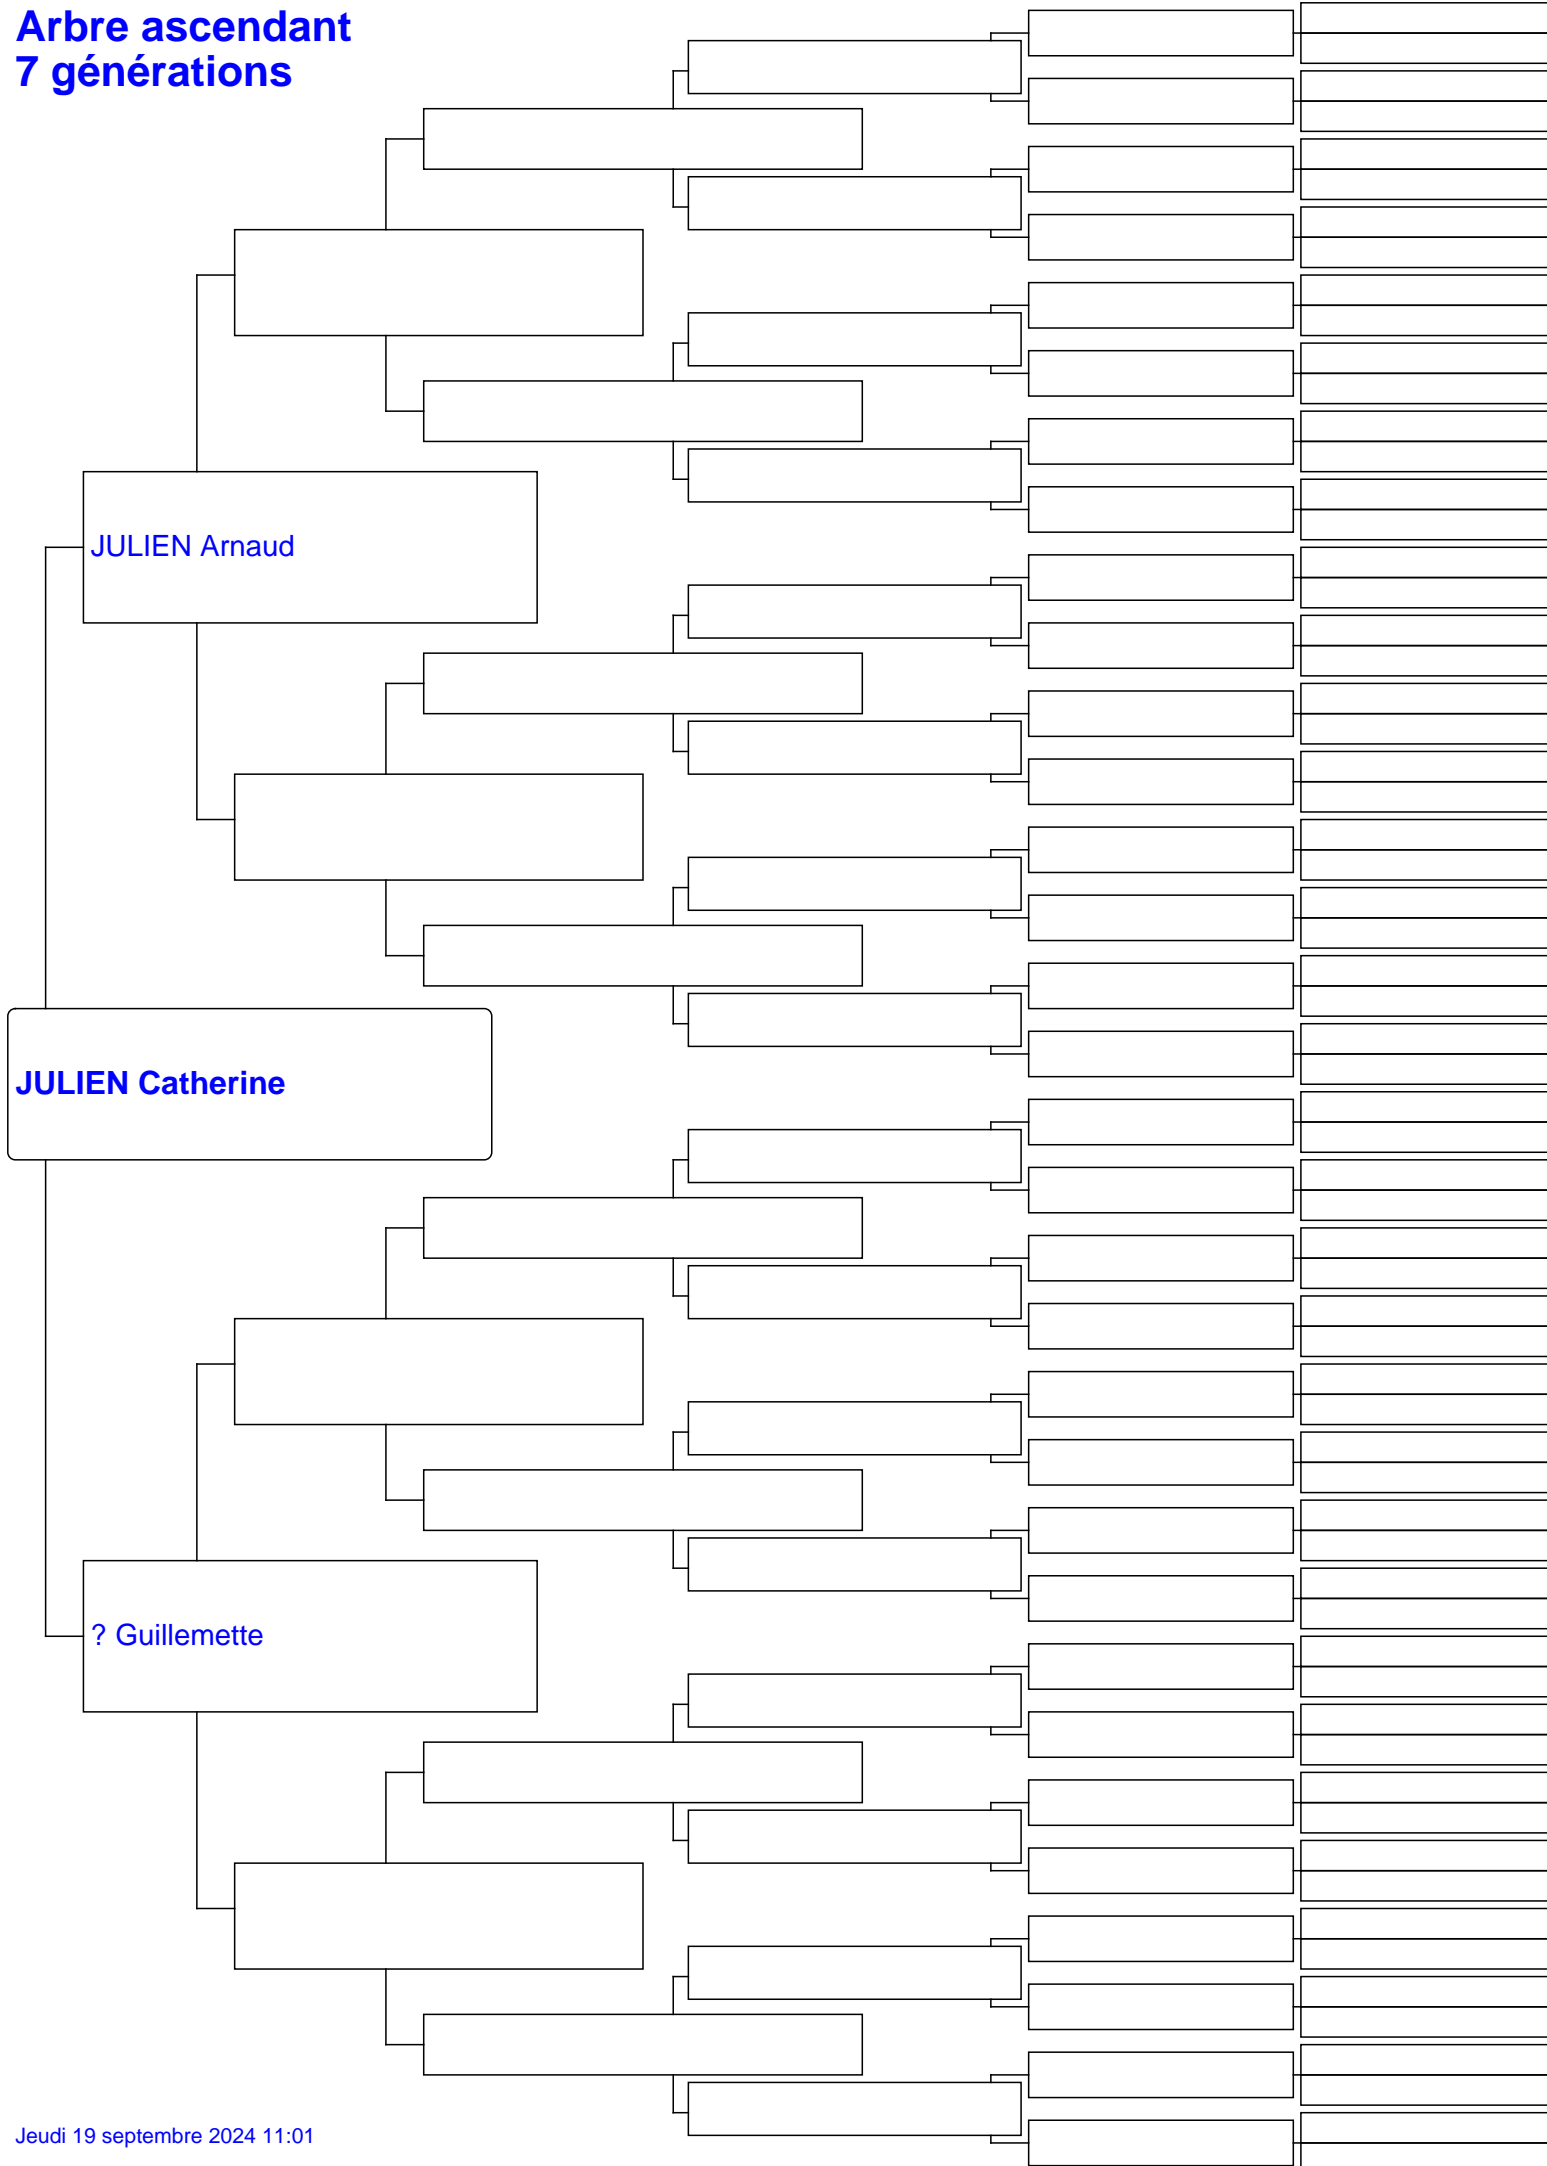 Arbre ascendant
7 générations
JULIEN Arnaud
JULIEN Catherine
? Guillemette
Jeudi 19 septembre 2024 11:01